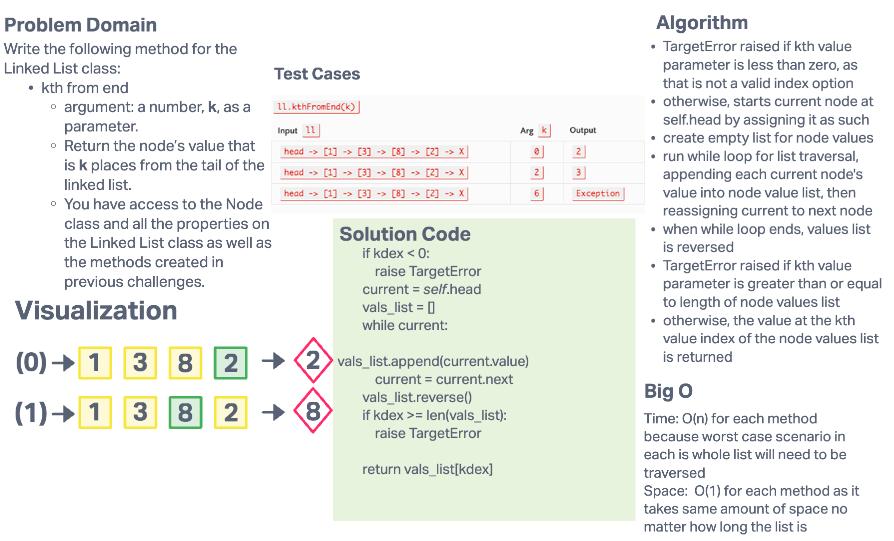 Problem Domain
Write the following method for the
Linked List class:
• kth from end
○ argument: a number, k, as a
parameter.
○ Return the node's value that
is k places from the tail of the
linked list.
○ You have access to the Node
class and all the properties on
the Linked List class as well as
the methods created in
previous challenges.
Test Cases
ll.kthFromEnd(k)
Input ll Arg k Output
head -> [1] -> [3] -> [8] -> [2] -> X 0 2
head -> [1] -> [3] -> [8] -> [2] -> X 2 3
head -> [1] -> [3] -> [8] -> [2] -> X 6 Exception
Visualization
(0) → 1 3 8 2 → 2
(1) → 1 3 8 2 → 8
Solution Code
if kdex < 0:
raise TargetError
current = self.head
vals_list = []
while current:
vals_list.append(current.value)
current = current.next
vals_list.reverse()
if kdex >= len(vals_list):
raise TargetError
return vals_list[kdex]
Algorithm
• TargetError raised if kth value
parameter is less than zero, as
that is not a valid index option
• otherwise, starts current node at
self.head by assigning it as such
• create empty list for node values
• run while loop for list traversal,
appending each current node's
value into node value list, then
reassigning current to next node
• when while loop ends, values list
is reversed
• TargetError raised if kth value
parameter is greater than or equal
to length of node values list
• otherwise, the value at the kth
value index of the node values list
is returned
Big O
Time: O(n) for each method
because worst case scenario in
each is whole list will need to be
traversed
Space: O(1) for each method as it
takes same amount of space no
matter how long the list is